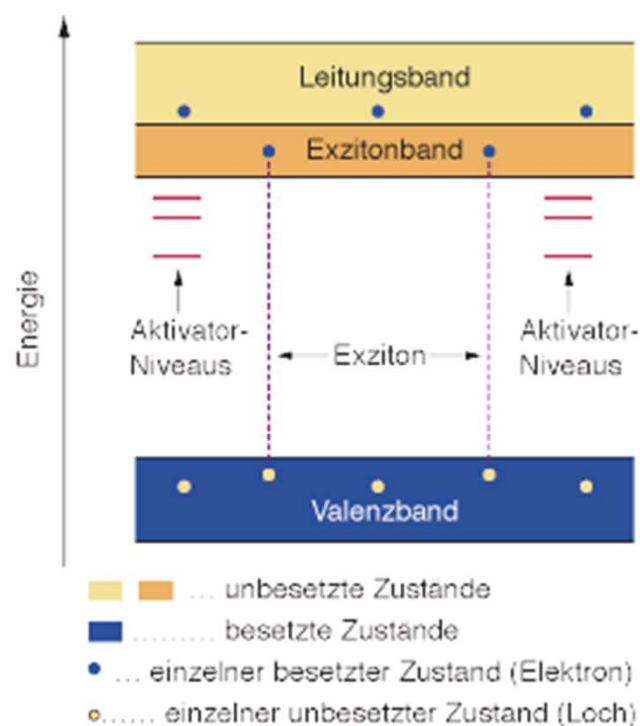 Leitungsband
Exzitonband
Energie
Aktivator-
Niveaus
Exziton
Aktivator-
Niveaus
Valenzband
... unbesetzte Zustände
......... besetzte Zustände
... einzelner besetzter Zustand (Elektron)
...... einzelner unbesetzter Zustand (Loch)